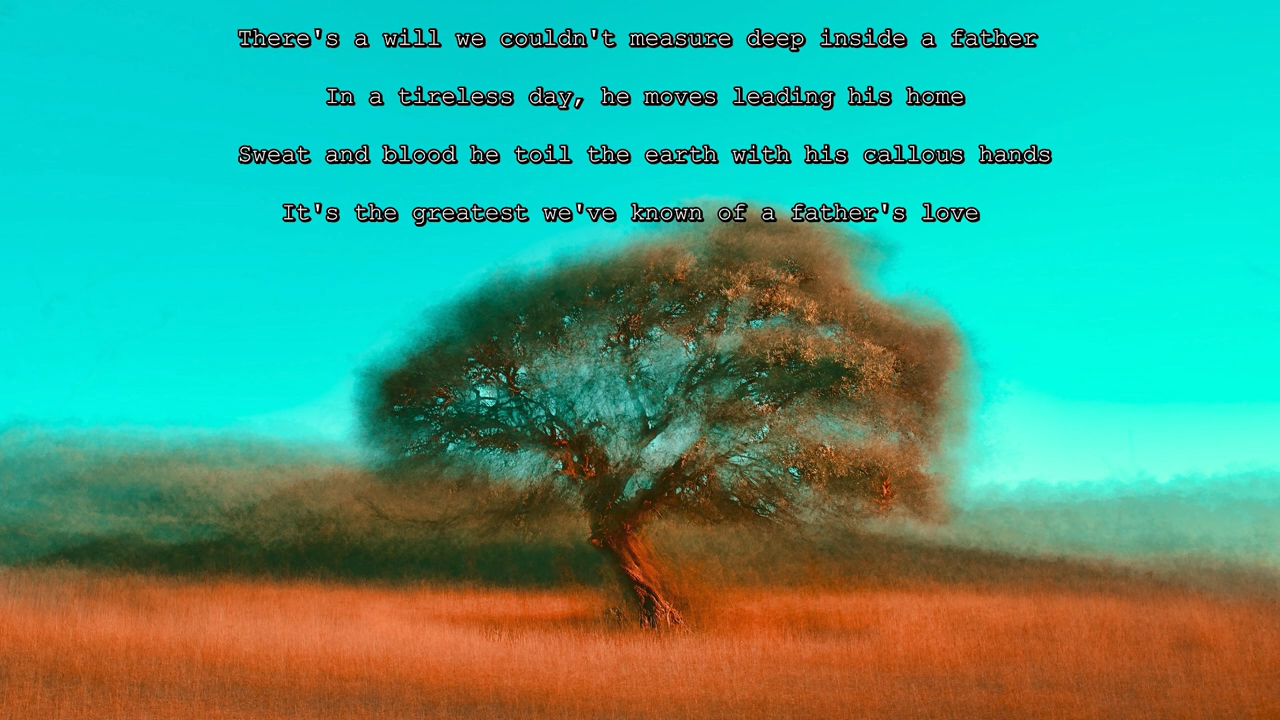 There's a will we couldn't measure deep inside a father
In a tireless day, he moves leading his home
Sweat and blood he toil the earth with his callous hands
It's the greatest we've known of a father's love